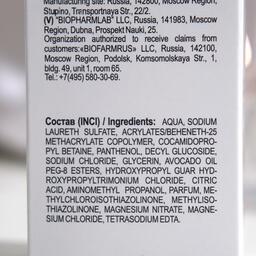 Manufacturing site: Russia, 142800, Moscow Region,
Stupino, Transportnaya Str., 22/2.
(V) "BIOPHARMLAB" LLC, Russia, 141983, Moscow
Region, Dubna, Prospekt Nauki, 25.
Organization authorized to receive claims from
customers:«BIOFARMRUS» LLC, Russia, 142100,
Moscow Region, Podolsk, Komsomolskaya Str., 1,
bldg. 49, unit 1, room 65.
Tel.: +7(495) 580-30-69.
Состав (INCI) / Ingredients: AQUA, SODIUM
LAURETH SULFATE, ACRYLATES/BEHENETH-25
METHACRYLATE COPOLYMER, COCAMIDOPRO-
PYL BETAINE, PANTHENOL, DECYL GLUCOSIDE,
SODIUM CHLORIDE, GLYCERIN, AVOCADO OIL
PEG-8 ESTERS, HYDROXYPROPYL GUAR HYD-
ROXYPROPYLTRIMONIUM CHLORIDE, CITRIC
ACID, AMINOMETHYL PROPANOL, PARFUM, ME-
THYLCHLOROISOTHIAZOLINONE, METHYLISO-
THIAZOLINONE, MAGNESIUM NITRATE, MAGNE-
SIUM CHLORIDE, TETRASODIUM EDTA.